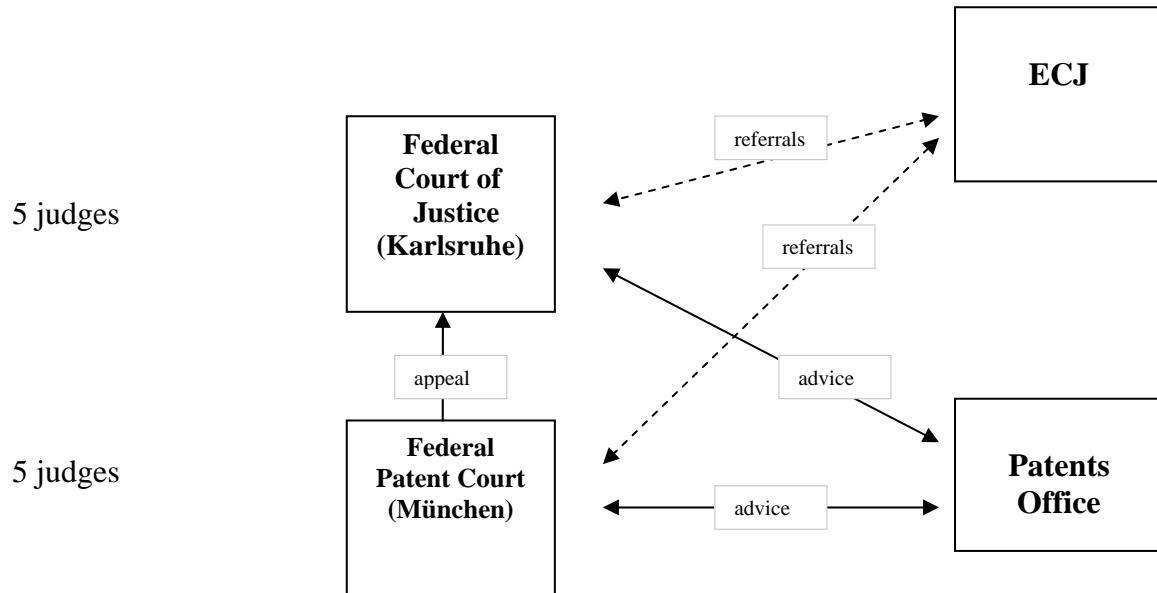 ECJ
Federal
Court of
Justice
(Karlsruhe)
referrals
5 judges
referrals
appeal
advice
Federal
Patent Court
(München)
5 judges
advice
Patents
Office